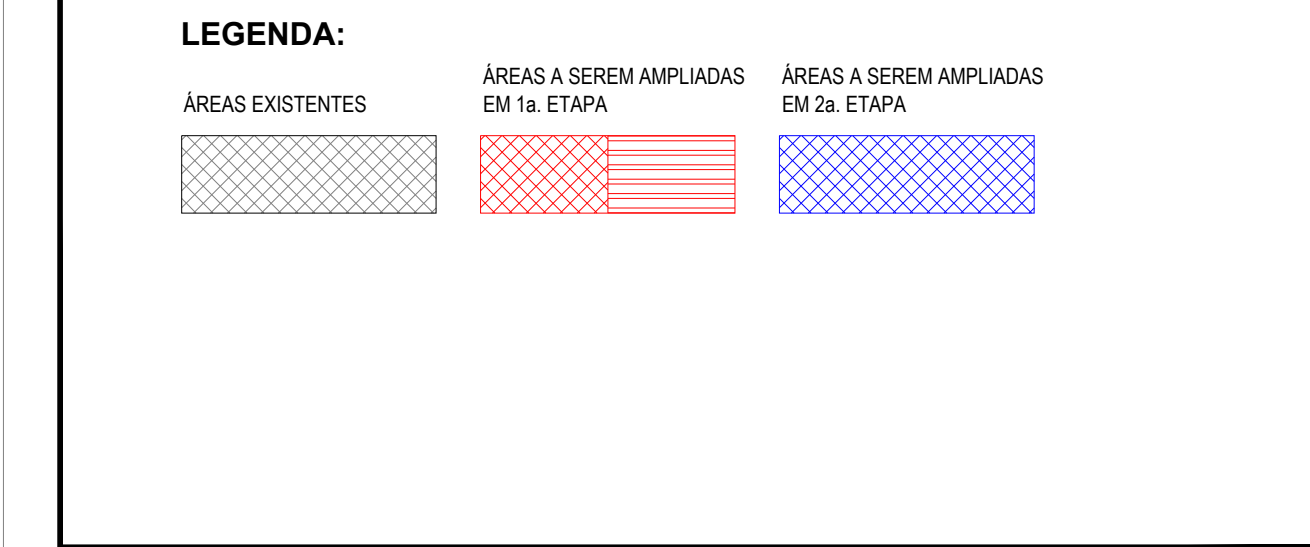 LEGENDA:
ÁREAS EXISTENTES
ÁREAS A SEREM AMPLIADAS
EM 1a. ETAPA
ÁREAS A SEREM AMPLIADAS
EM 2a. ETAPA